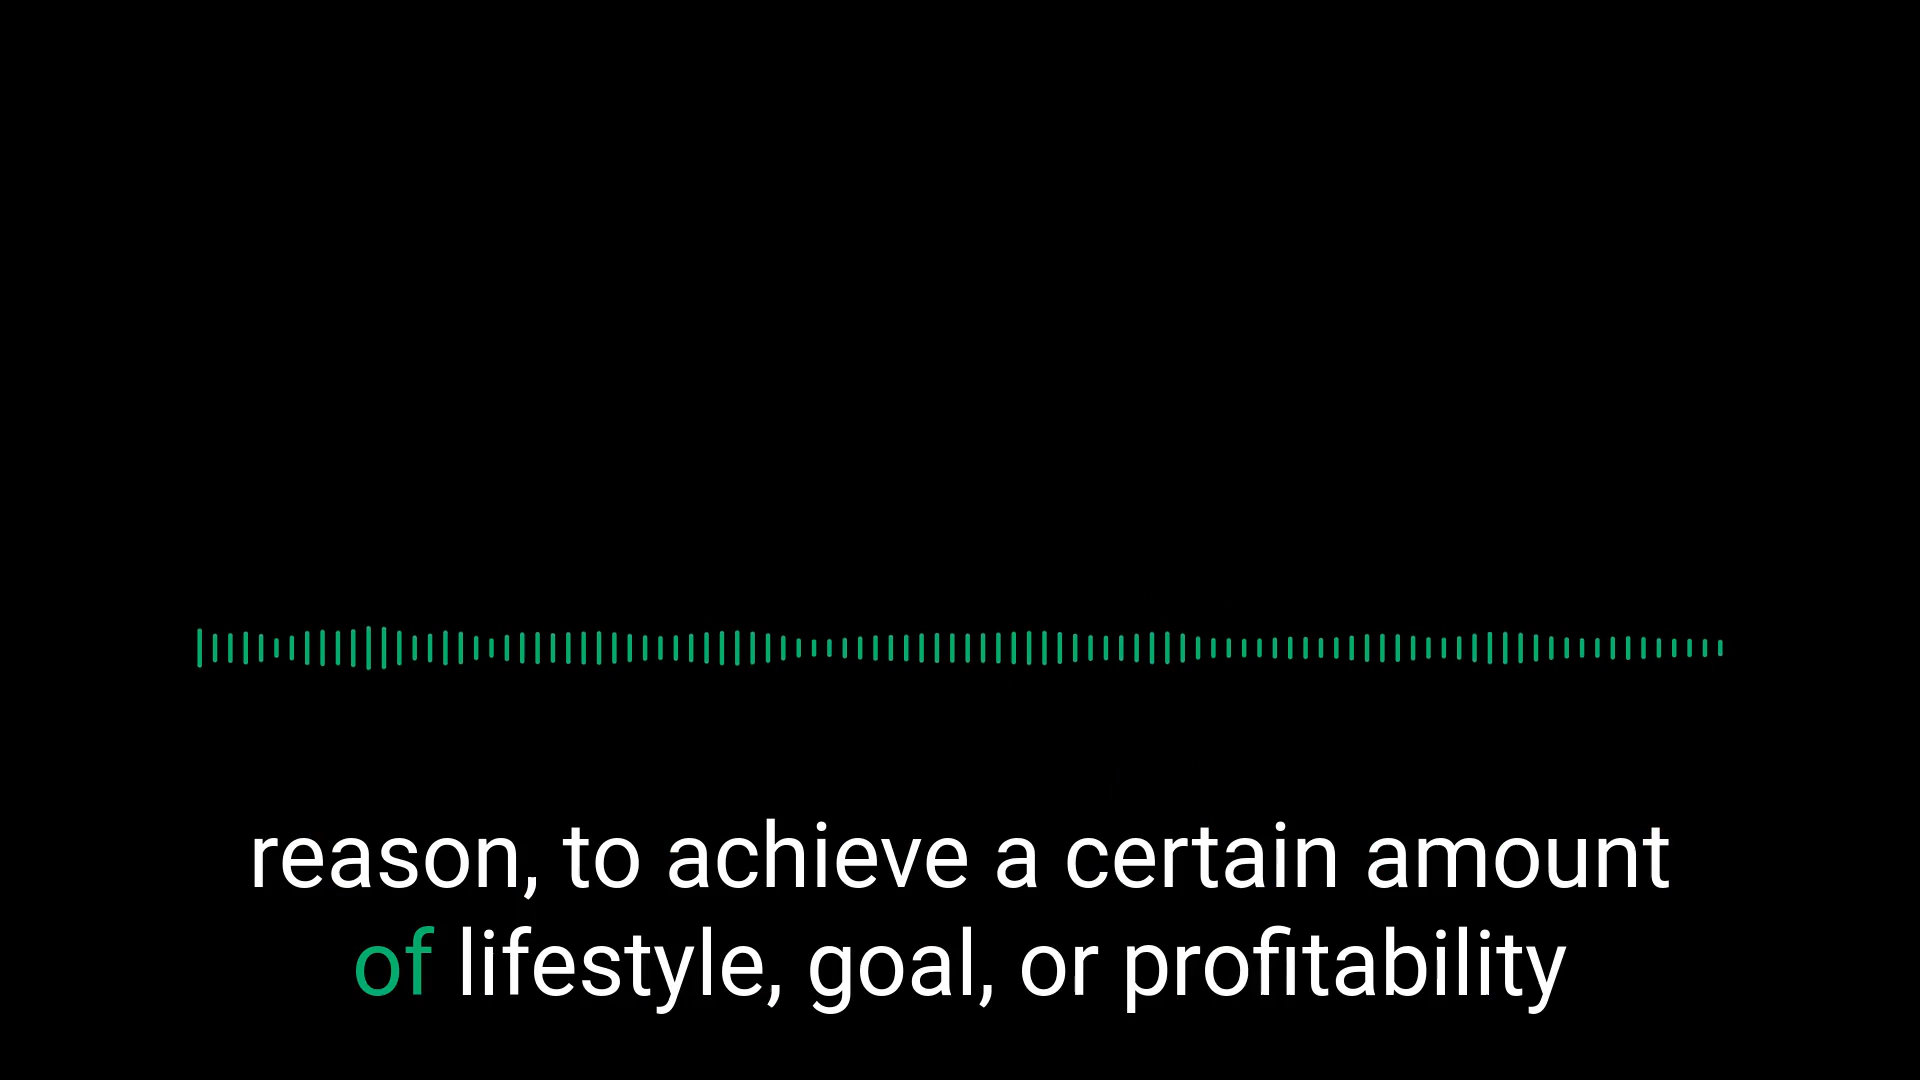 reason, to achieve a certain amount
of lifestyle, goal, or profitability